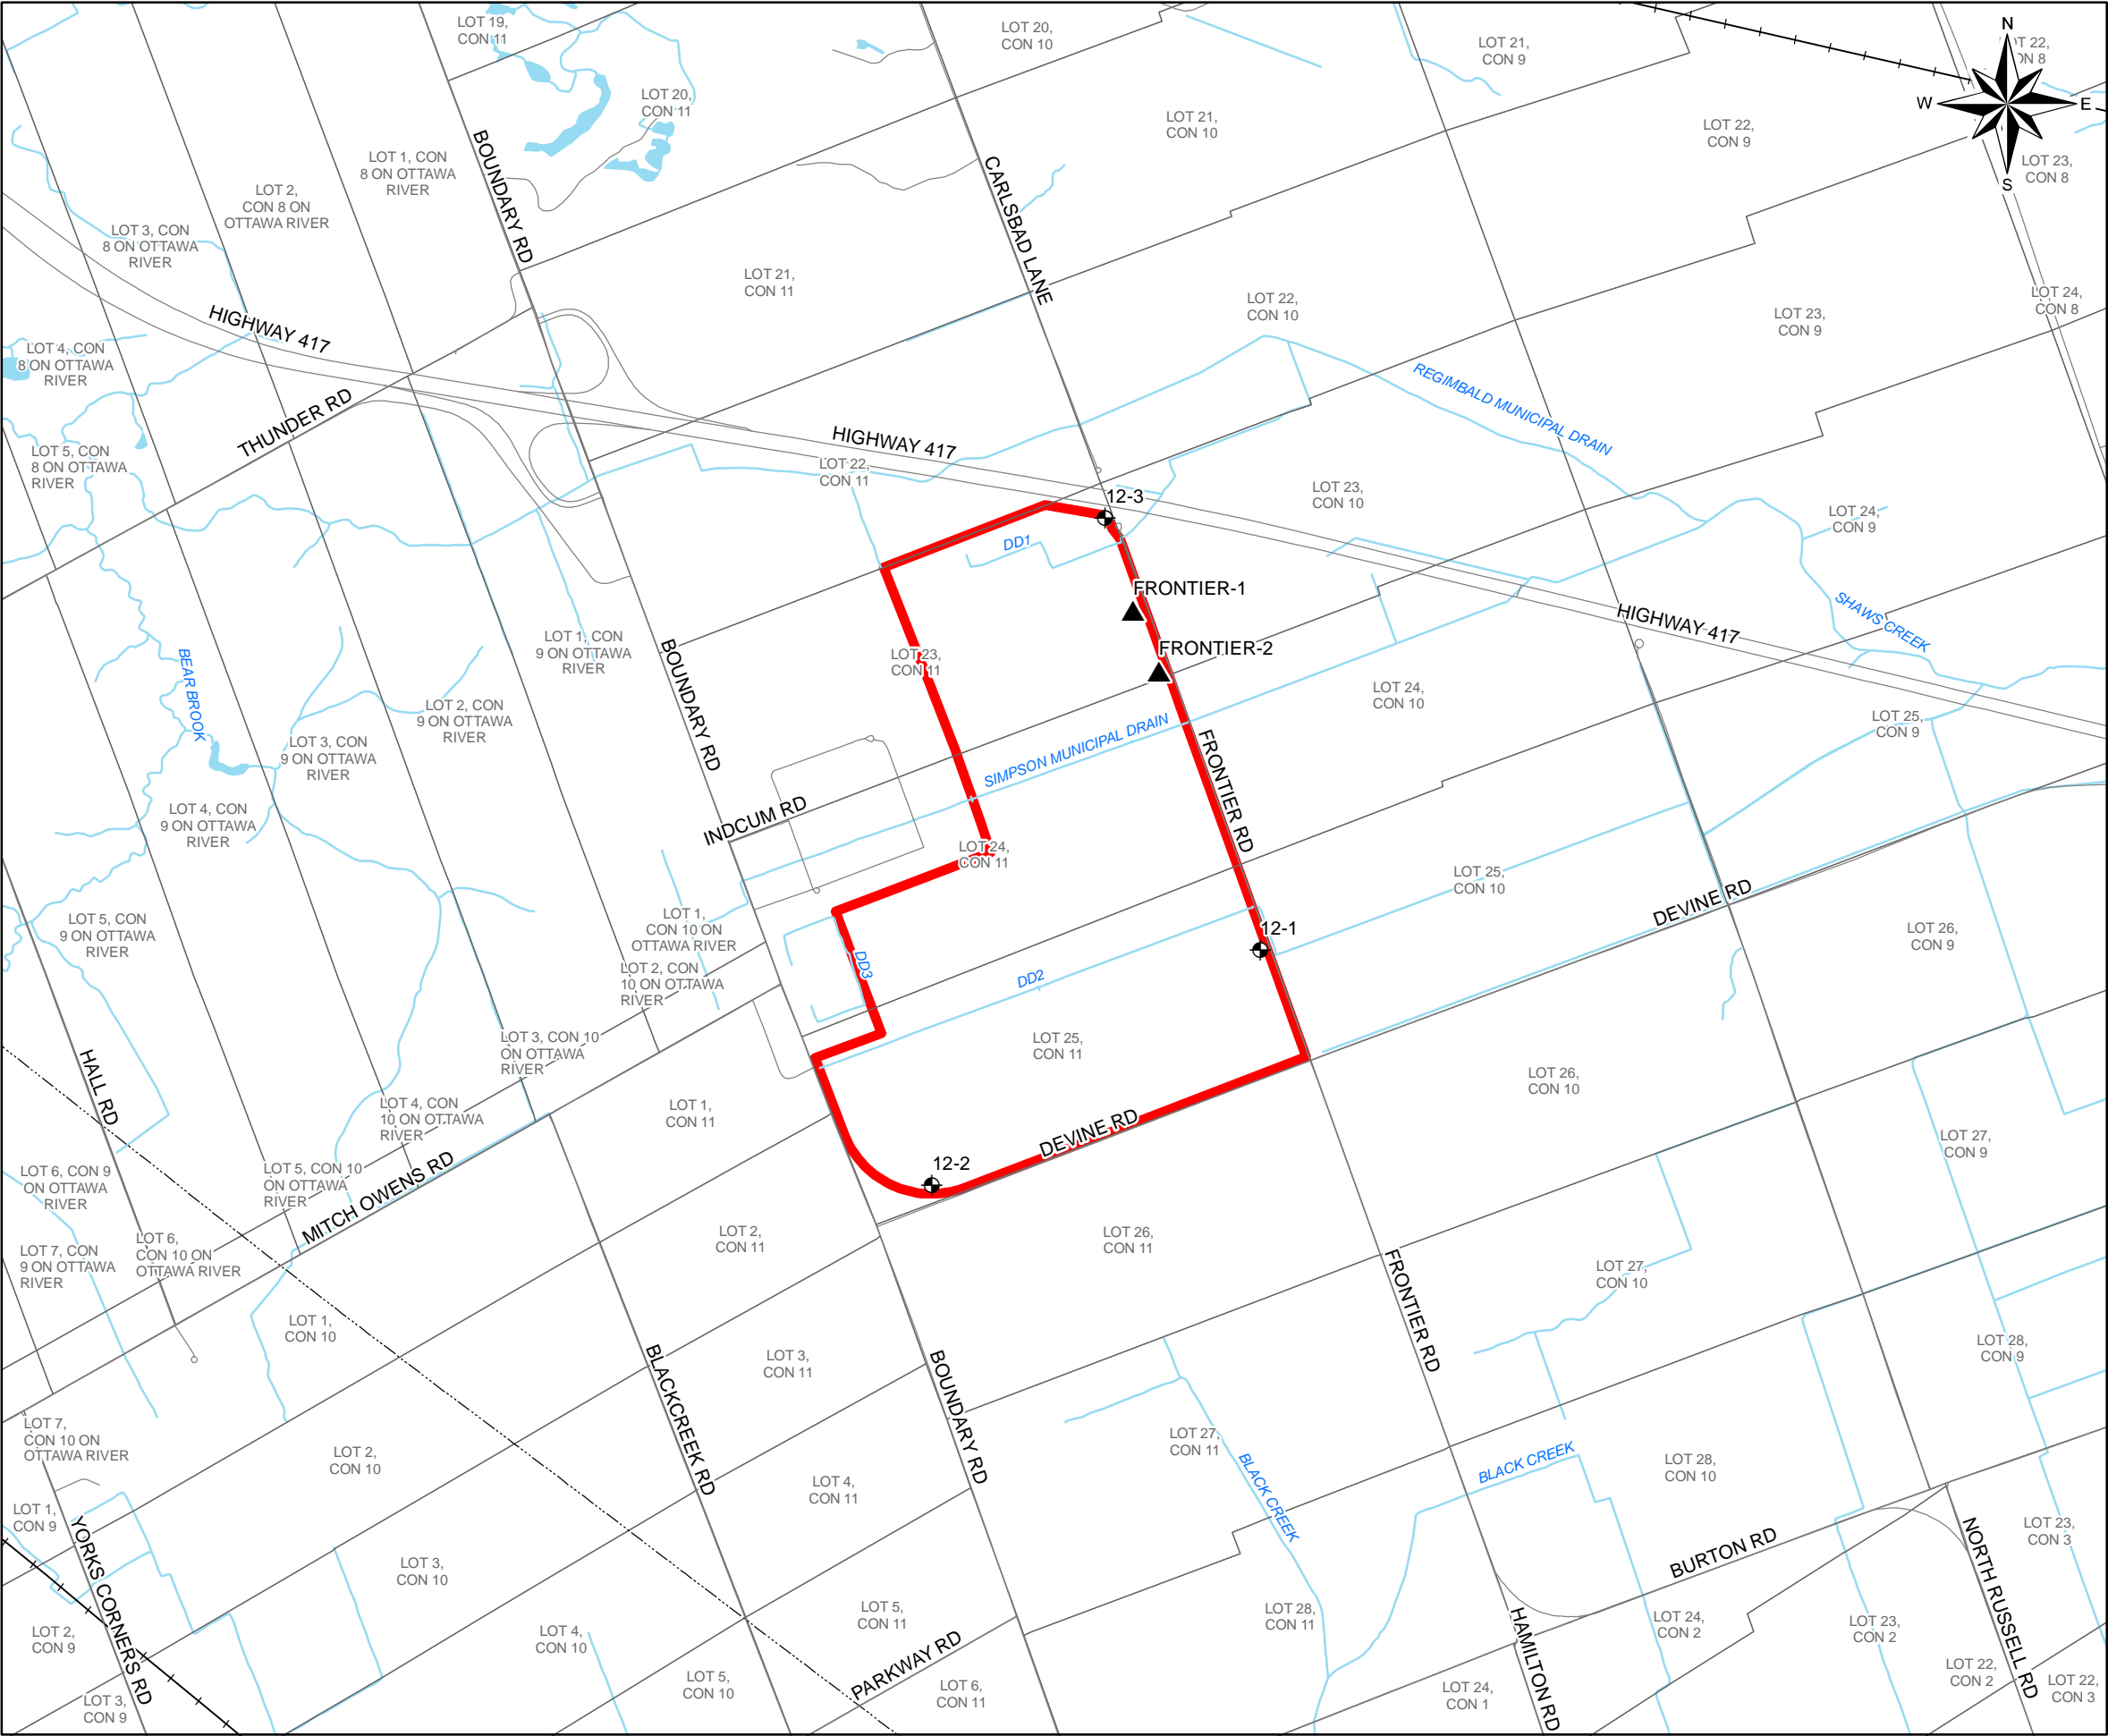 LOT 19,
CON 11
LOT 20,
CON 10
LOT 21,
CON 9
N
W
E
S
CON 8
LOT 20,
CON 11
LOT 21,
CON 10
LOT 22,
CON 9
LOT 23,
CON 8
LOT 1, CON
8 ON OTTAWA
RIVER
LOT 2,
CON 8 ON
OTTAWA RIVER
LOT 3, CON
8 ON OTTAWA
RIVER
BOUNDARY RD
CARLSBAD LANE
LOT 21,
CON 11
LOT 22,
CON 10
LOT 23,
CON 9
LOT 24,
CON 8
HIGHWAY 417
LOT 4, CON
8 ON OTTAWA
RIVER
THUNDER RD
REGIMBALD MUNICIPAL DRAIN
HIGHWAY 417
LOT 5, CON
8 ON OTTAWA
RIVER
LOT 22,
CON 11
12-3
LOT 23,
CON 10
LOT 24,
CON 9
DD1
FRONTIER-1
FRONTIER-2
HIGHWAY 417
SHAWS CREEK
LOT 1, CON
9 ON OTTAWA
RIVER
LOT 23,
CON 11
BOUNDARY RD
BEAR BROOK
LOT 2, CON
9 ON OTTAWA
RIVER
LOT 24,
CON 10
LOT 25,
CON 9
LOT 3, CON
9 ON OTTAWA
RIVER
SIMPSON MUNICIPAL DRAIN
FRONTIER RD
INDCUM RD
LOT 4, CON
9 ON OTTAWA
RIVER
LOT 24,
CON 11
LOT 25,
CON 10
DEVINE RD
LOT 5, CON
9 ON OTTAWA
RIVER
LOT 1,
CON 10 ON
OTTAWA RIVER
12-1
LOT 26,
CON 9
LOT 2, CON
10 ON OTTAWA
RIVER
DD3
DD2
LOT 3, CON 10
ON OTTAWA
RIVER
LOT 25,
CON 11
LOT 26,
CON 10
HALL RD
LOT 4, CON
10 ON OTTAWA
RIVER
LOT 1,
CON 11
DEVINE RD
LOT 27,
CON 9
LOT 6, CON 9
ON OTTAWA
RIVER
LOT 5, CON 10
ON OTTAWA
RIVER
MITCH OWENS RD
12-2
LOT 7, CON
9 ON OTTAWA
RIVER
LOT 6,
CON 10 ON
OTTAWA RIVER
LOT 2,
CON 11
LOT 26,
CON 11
LOT 27,
CON 10
FRONTIER RD
LOT 1,
CON 10
LOT 3,
CON 11
LOT 28,
CON 9
BLACKCREEK RD
BOUNDARY RD
LOT 7,
CON 10 ON
OTTAWA RIVER
LOT 2,
CON 10
LOT 27,
CON 11
BLACK CREEK
BLACK CREEK
LOT 28,
CON 10
LOT 4,
CON 11
LOT 1,
CON 9
YORKS CORNERS RD
LOT 3,
CON 10
BURTON RD
NORTH RUSSELL RD
LOT 23,
CON 3
LOT 2,
CON 9
LOT 4,
CON 10
LOT 5,
CON 11
LOT 28,
CON 11
HAMILTON RD
LOT 24,
CON 2
LOT 23,
CON 2
PARKWAY RD
LOT 5,
CON 10
LOT 6,
CON 11
LOT 24,
CON 1
LOT 22,
CON 2
LOT 22,
CON 3
LOT 3,
CON 9